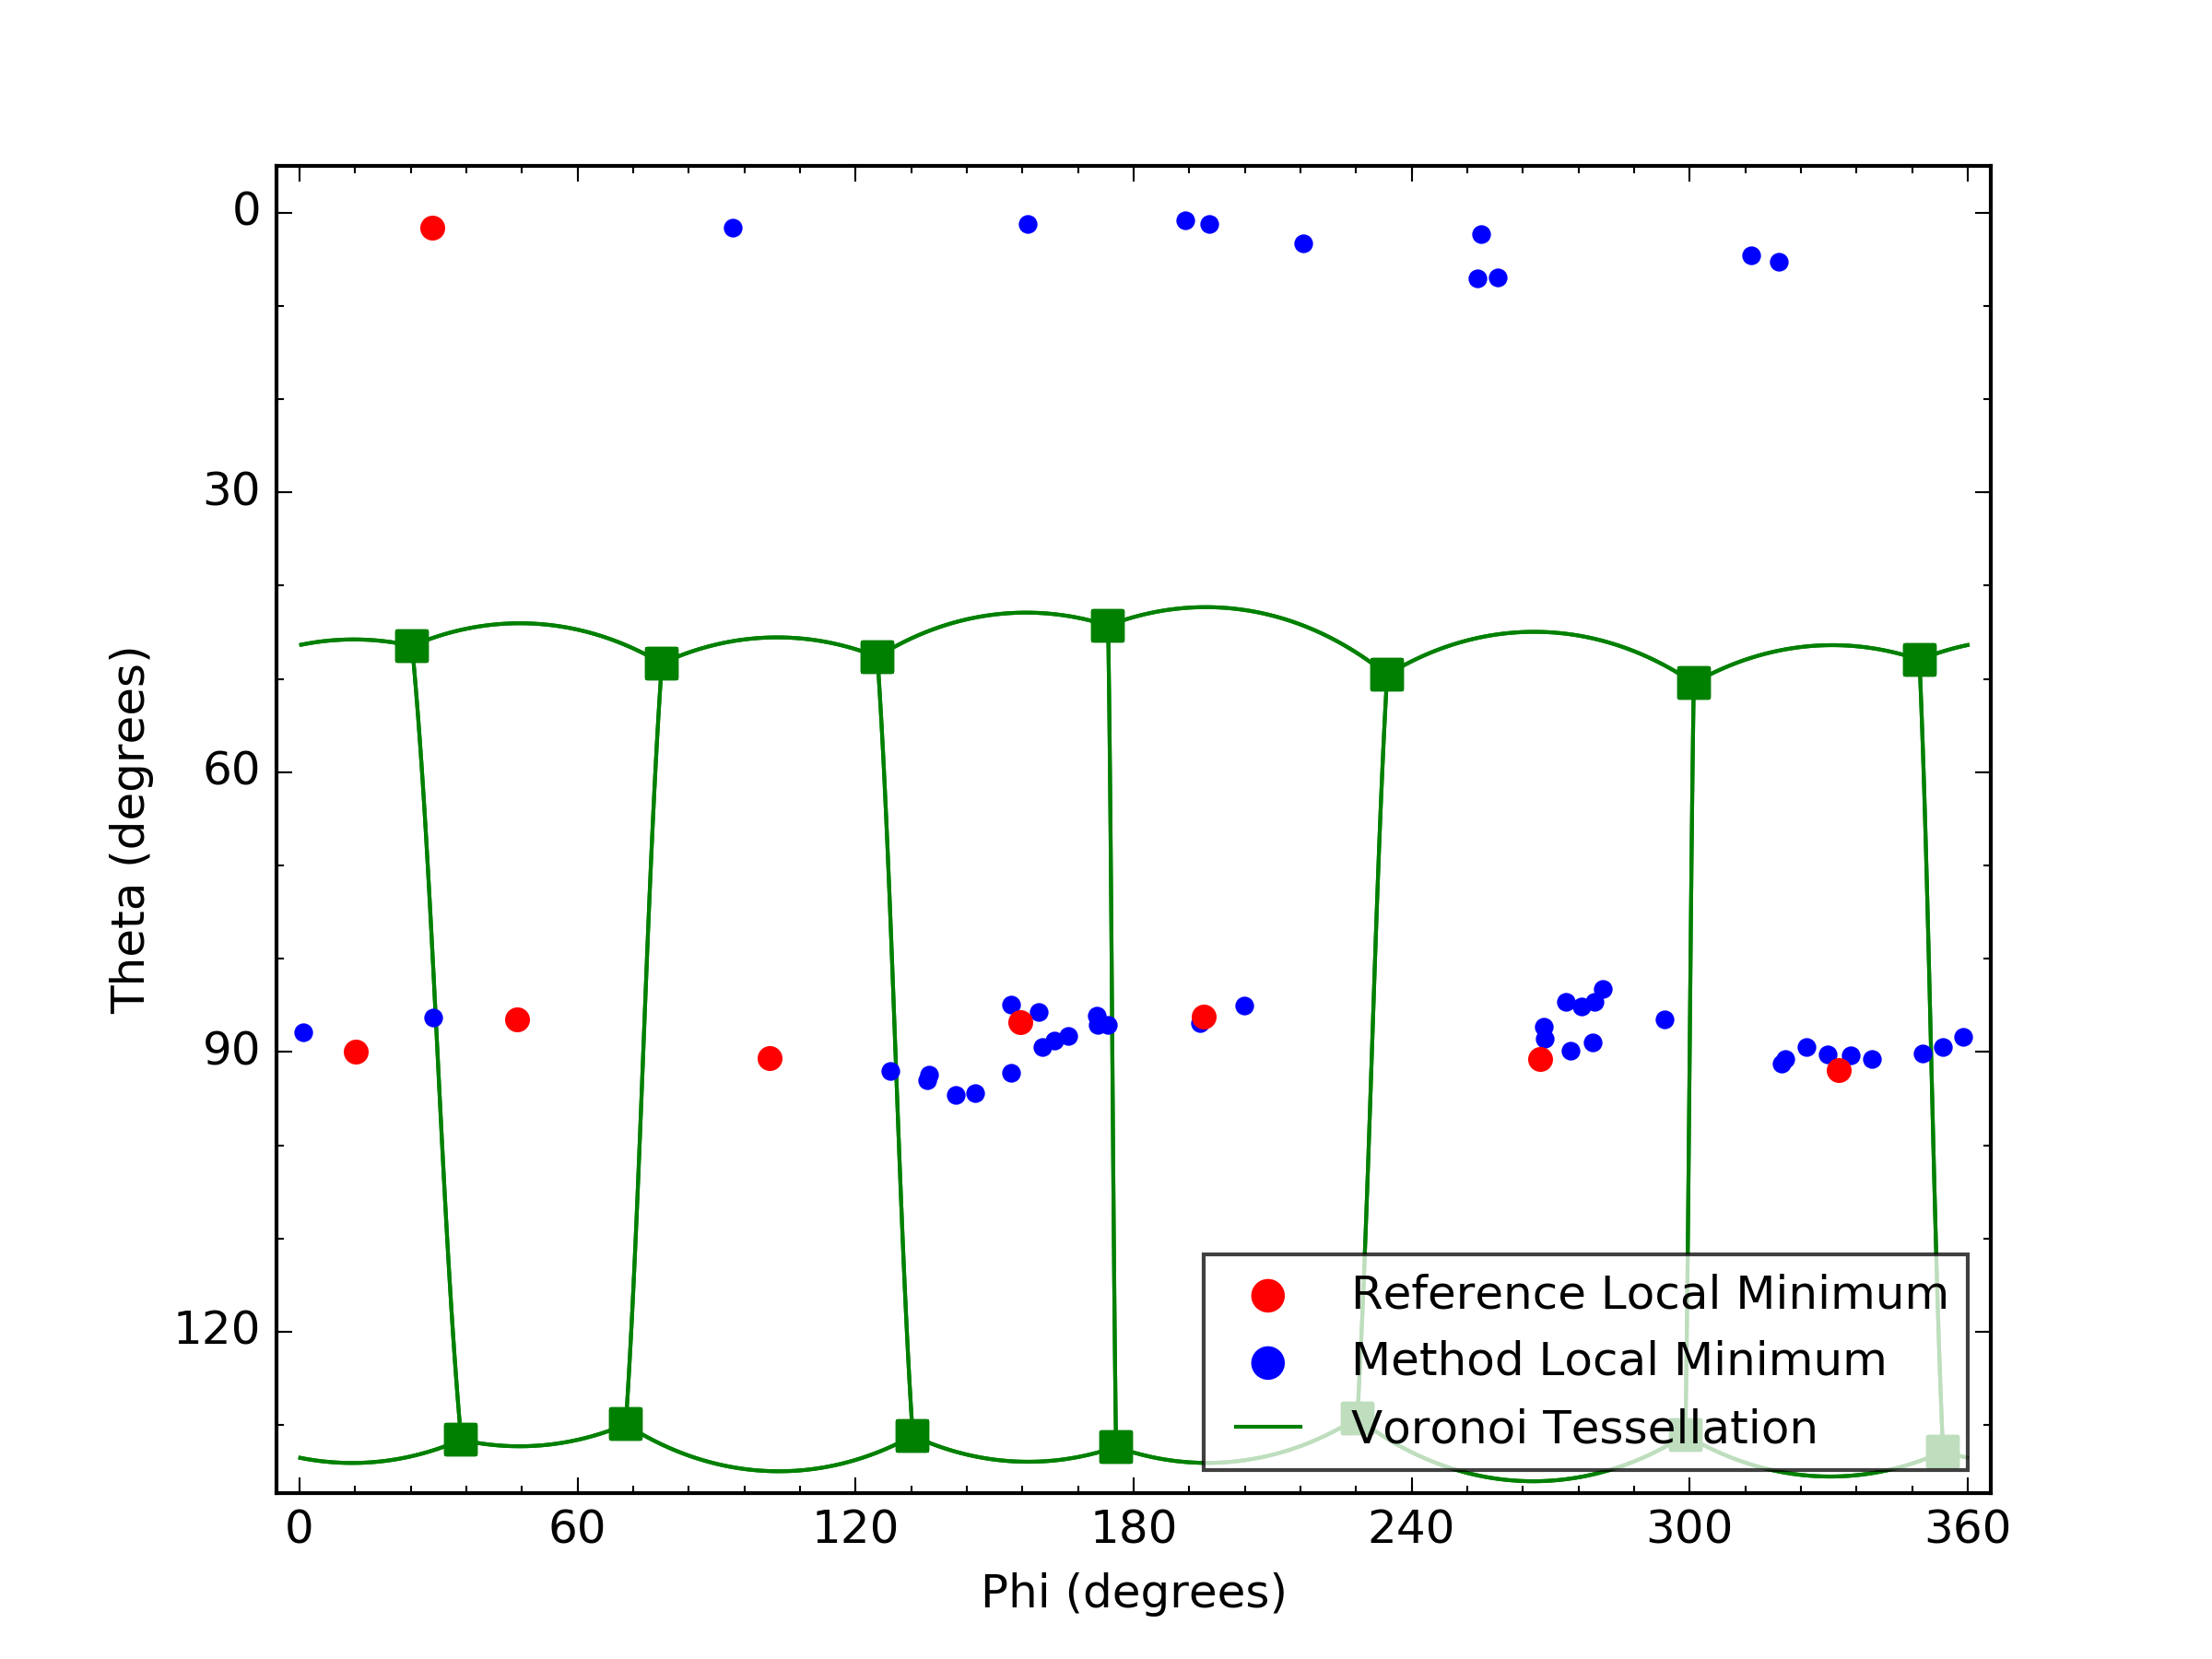 0
30
60
90
120
Theta (degrees)
Reference Local Minimum
Method Local Minimum
Voronoi Tessellation
0 60 120 180 240 300 360
Phi (degrees)